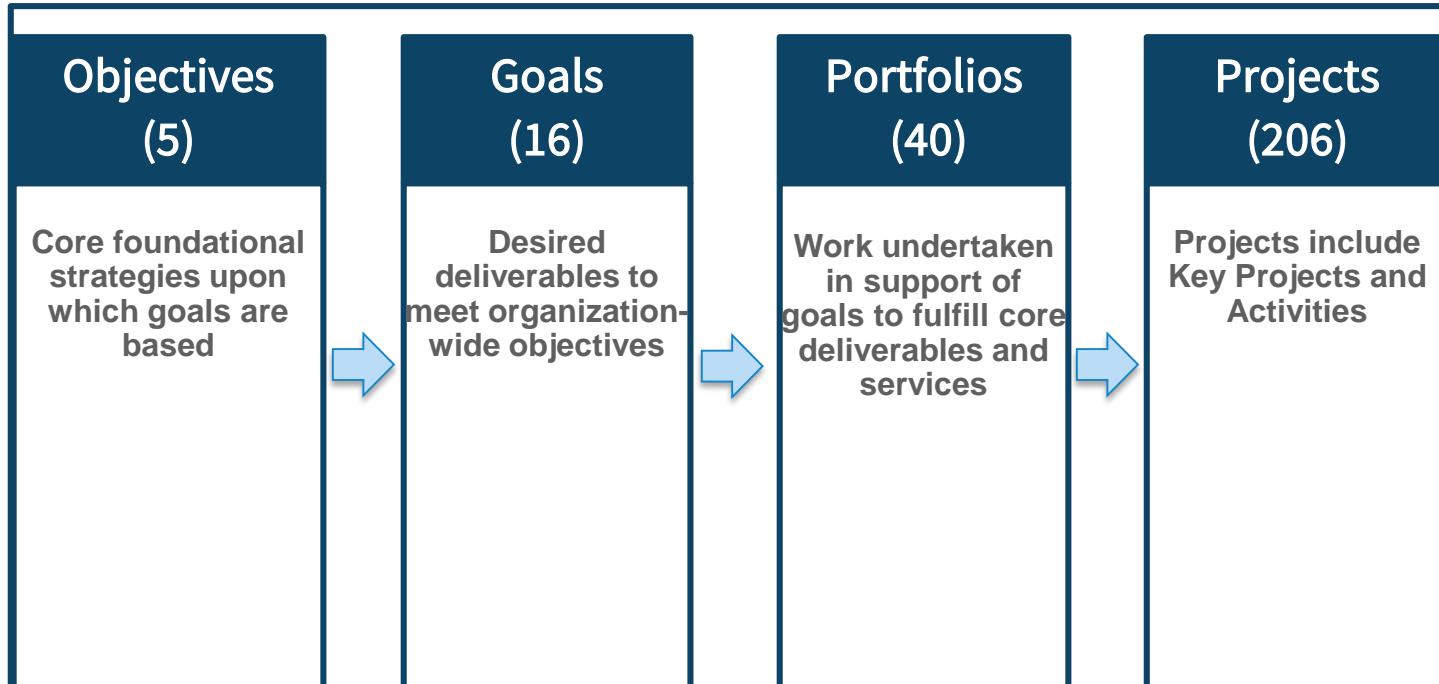 Objectives
(5)
Core foundational
strategies upon
which goals are
based
Goals
(16)
Desired
deliverables to
meet organization-
wide objectives
Portfolios
(40)
Work undertaken
in support of
goals to fulfill core
deliverables and
services
Projects
(206)
Projects include
Key Projects and
Activities